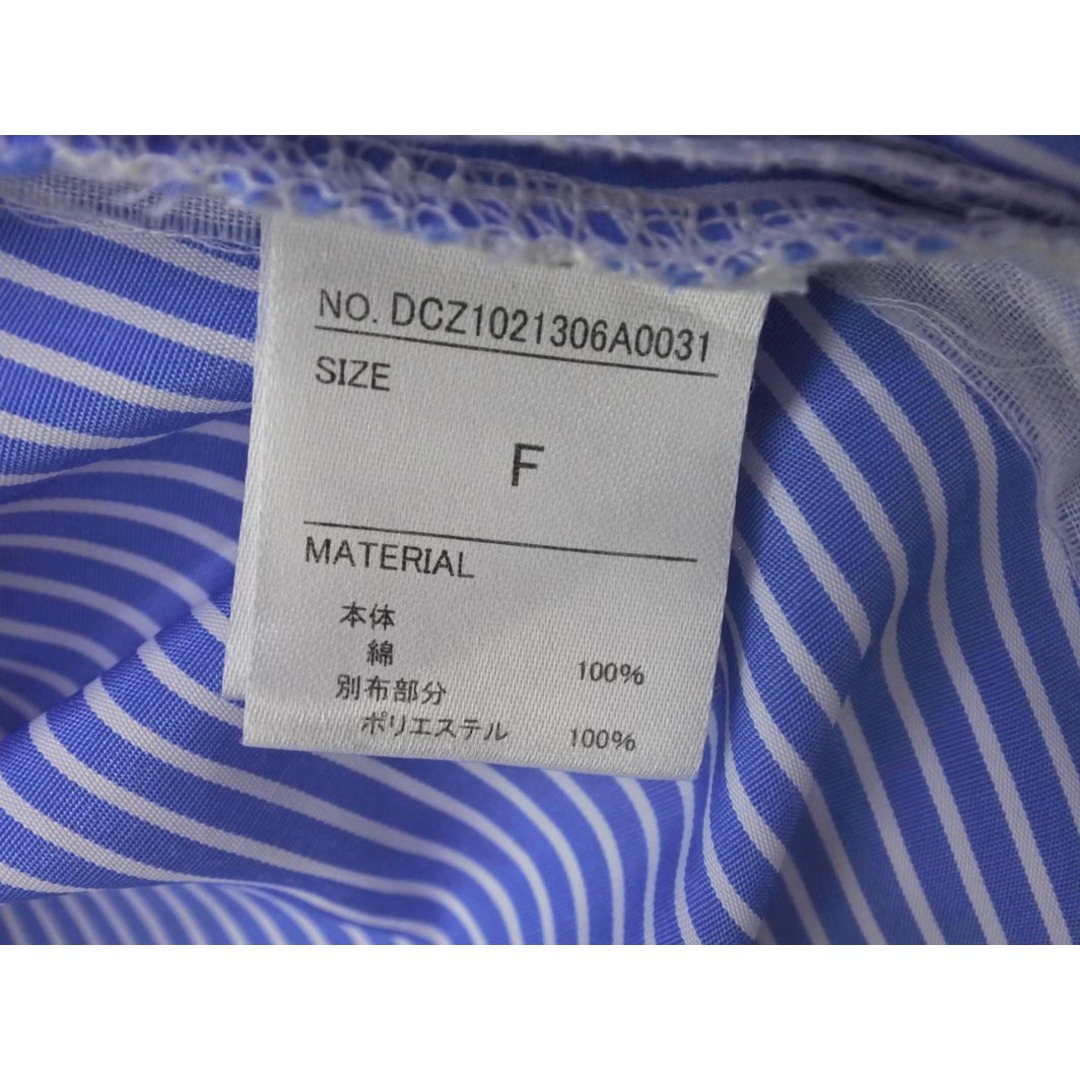 NO. DCZ1021306A0031
SIZE
F
MATERIAL
本体
綿 100%
別布部分
ポリエステル 100%